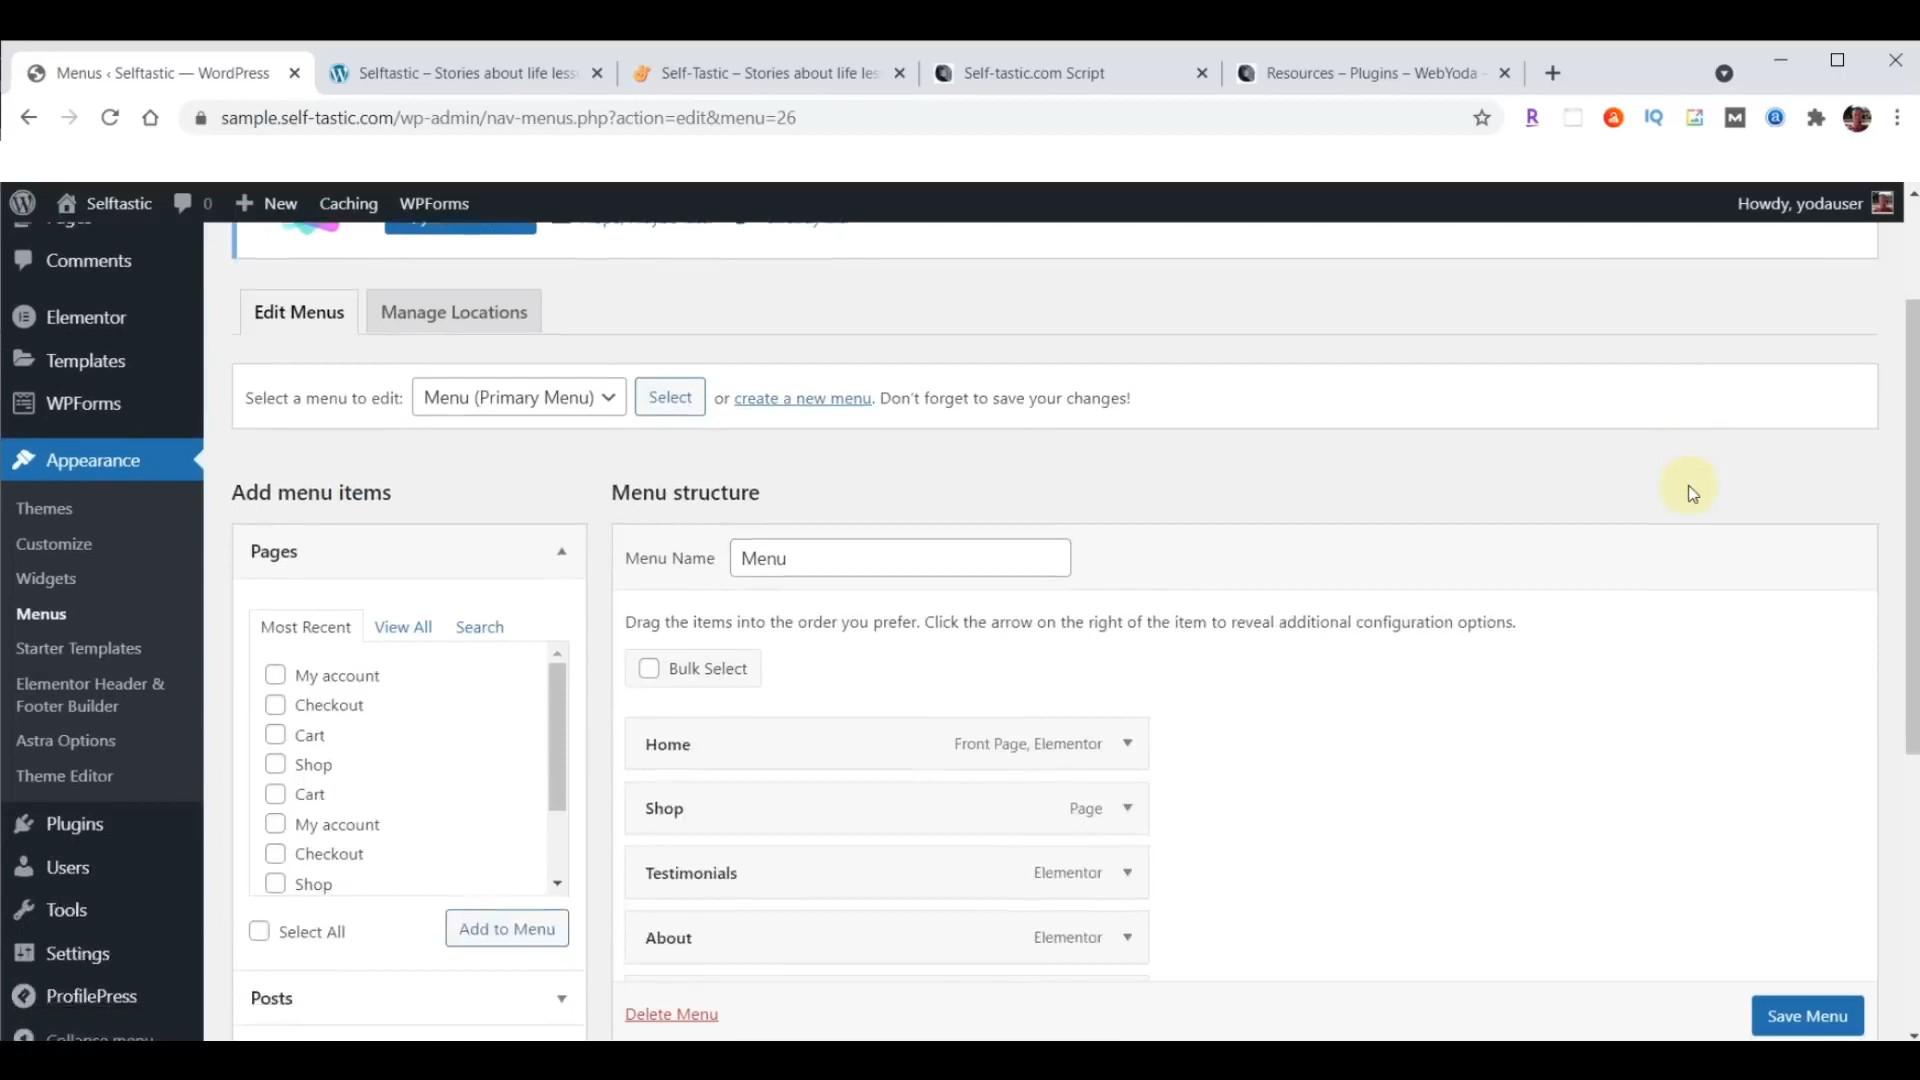 Menus ‹ Selftastic — WordPress
Selftastic – Stories about life less
Self-Tastic – Stories about life les
Self-tastic.com Script
Resources – Plugins – WebYoda -
sample.self-tastic.com/wp-admin/nav-menus.php?action=edit&menu=26
Selftastic
0
New
Caching
WPForms
Howdy, yodauser
Comments
Elementor
Templates
WPForms
Appearance
Themes
Customize
Widgets
Menus
Starter Templates
Elementor Header &
Footer Builder
Astra Options
Theme Editor
Plugins
Users
Tools
Settings
ProfilePress
Collapse menu
Edit Menus
Manage Locations
Select a menu to edit:
Menu (Primary Menu)
Select
or create a new menu. Don't forget to save your changes!
Add menu items
Pages
Most Recent
View All
Search
My account
Checkout
Cart
Shop
Cart
My account
Checkout
Shop
Select All
Add to Menu
Posts
Menu structure
Menu Name
Menu
Drag the items into the order you prefer. Click the arrow on the right of the item to reveal additional configuration options.
Bulk Select
Home
Front Page, Elementor
Shop
Page
Testimonials
Elementor
About
Elementor
Delete Menu
Save Menu